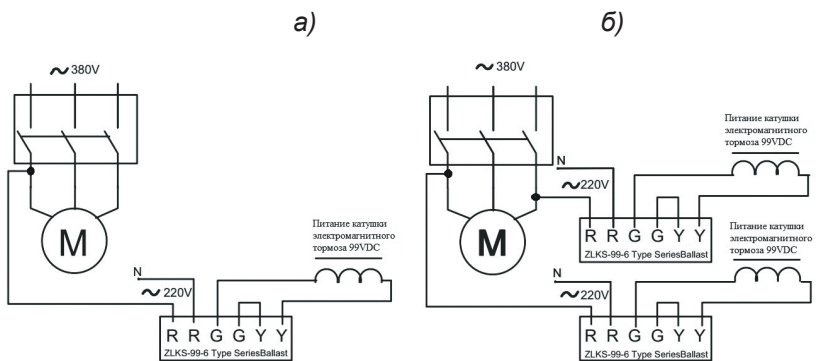 а)
380V
M
Питание катушки
электромагнитного
тормоза 99VDC
N
220V
R R G G Y Y
ZLKS-99-6 Type SeriesBallast
б)
380V
M
Питание катушки
электромагнитного
тормоза 99VDC
N
220V
R R G G Y Y
ZLKS-99-6 Type SeriesBallast
Питание катушки
электромагнитного
тормоза 99VDC
N
220V
R R G G Y Y
ZLKS-99-6 Type SeriesBallast